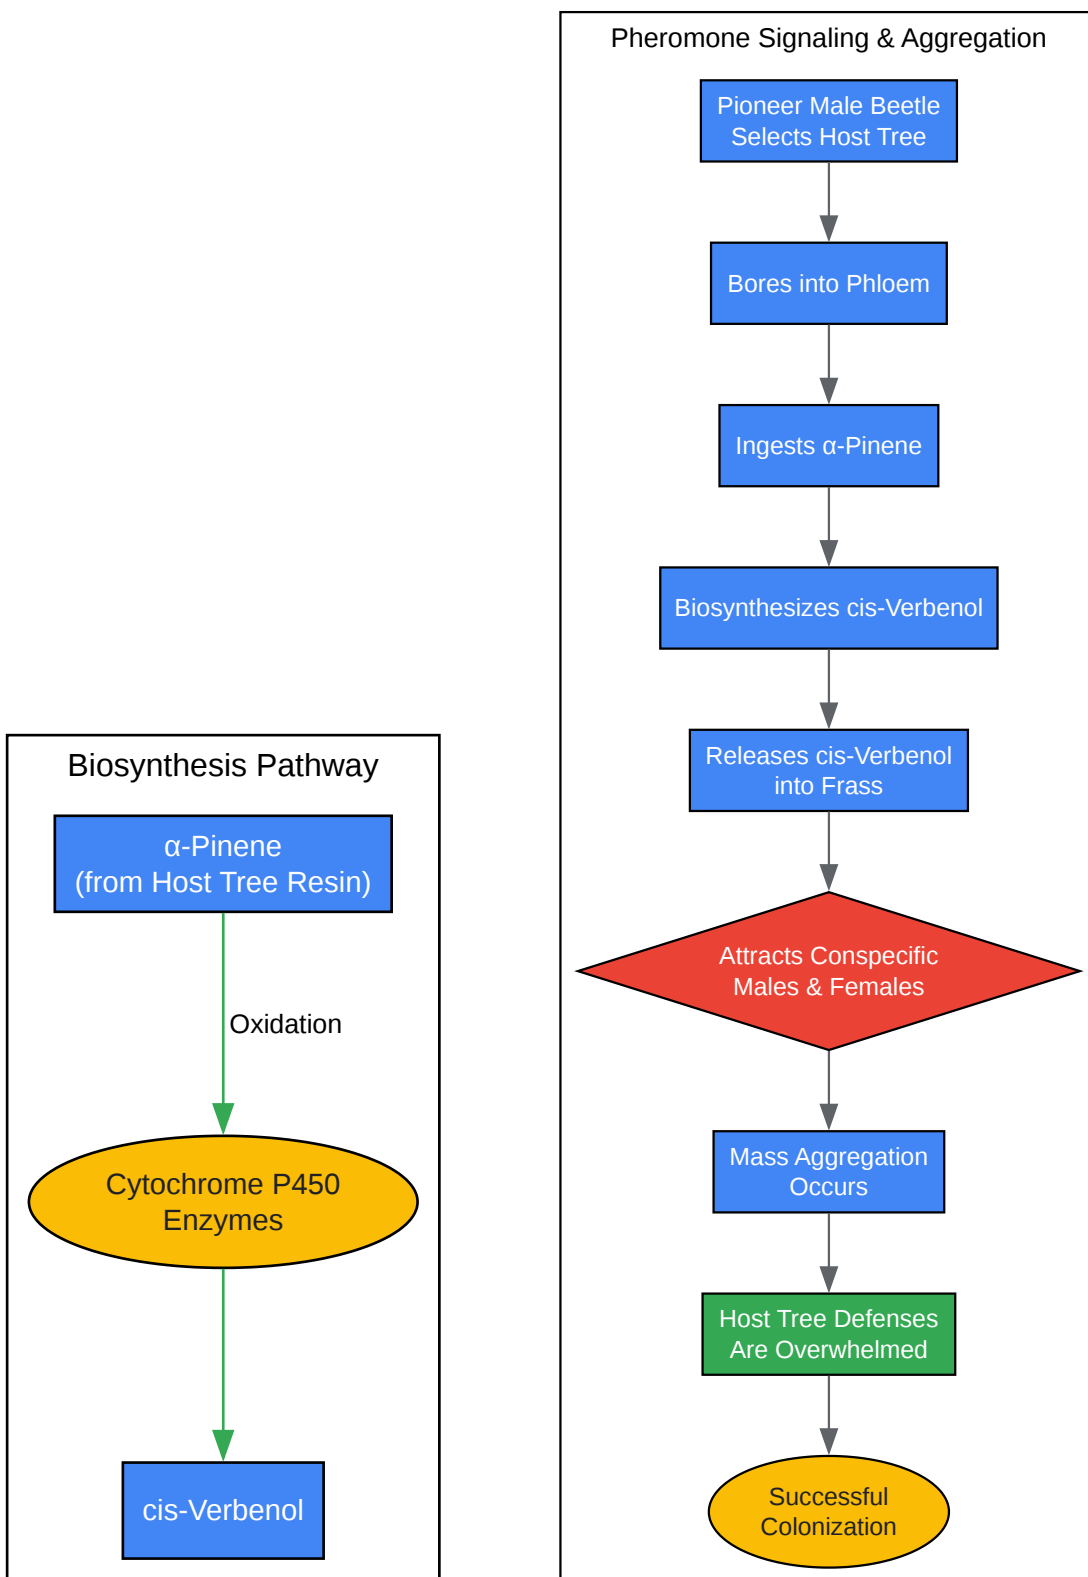 Biosynthesis Pathway
α-Pinene
(from Host Tree Resin)
Oxidation
Cytochrome P450
Enzymes
cis-Verbenol
Pheromone Signaling & Aggregation
Pioneer Male Beetle
Selects Host Tree
Bores into Phloem
Ingests α-Pinene
Biosynthesizes cis-Verbenol
Releases cis-Verbenol
into Frass
Attracts Conspecific
Males & Females
Mass Aggregation
Occurs
Host Tree Defenses
Are Overwhelmed
Successful
Colonization